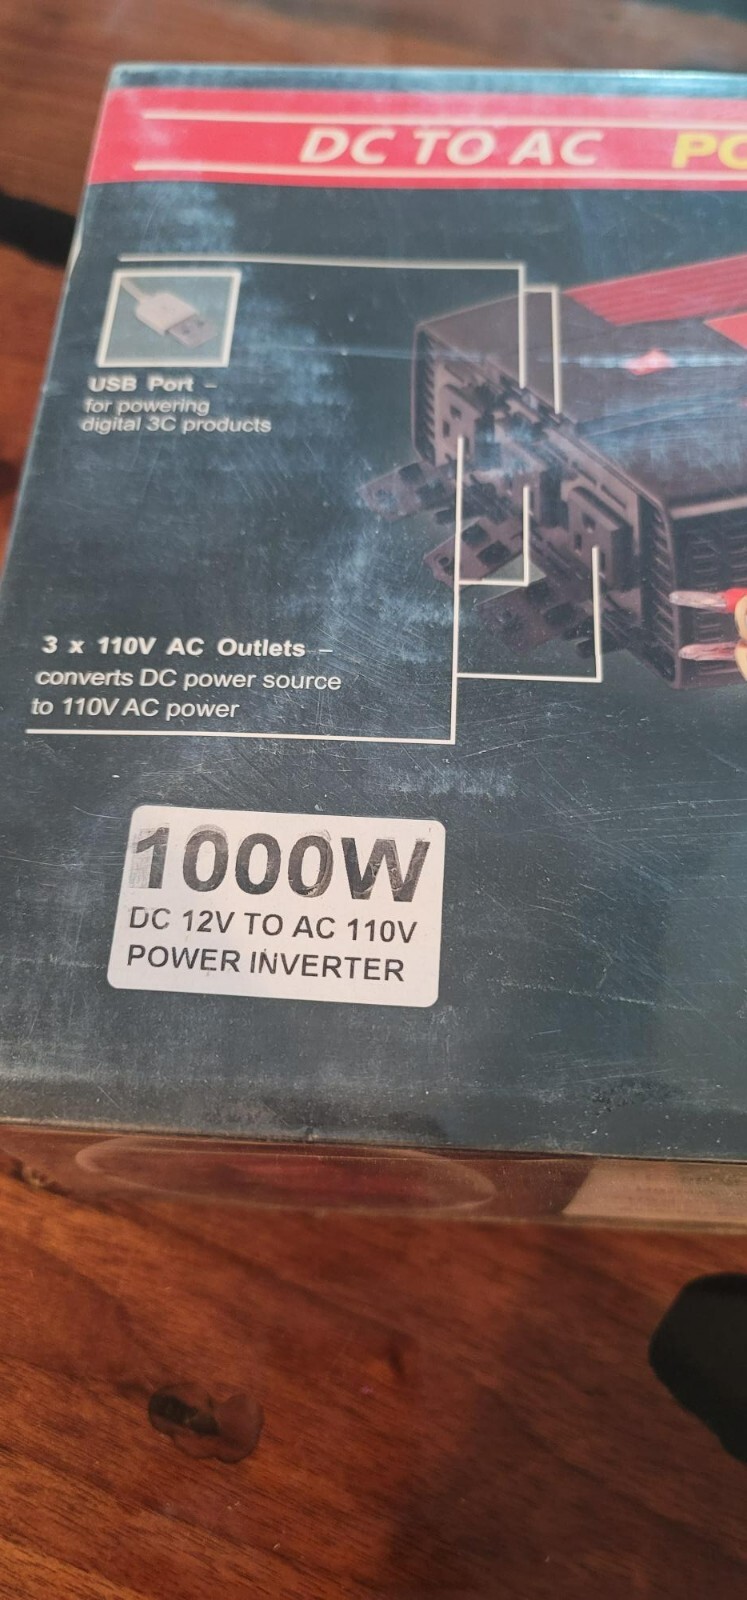 DC TO AC PO
USB Port –
for powering
digital 3C products
3 x 110V AC Outlets –
converts DC power source
to 110V AC power
1000W
DC 12V TO AC 110V
POWER INVERTER